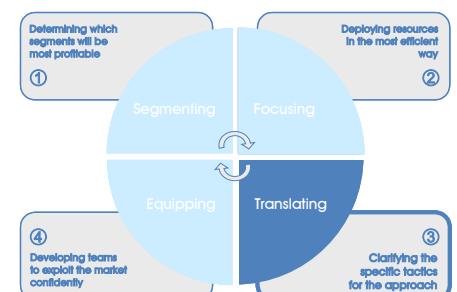 Determining which
segments will be
most profitable
1
Deploying resources
in the most efficient
way
2
Segmenting
Focusing
Equipping
Translating
4
Developing teams
to exploit the market
confidently
3
Clarifying the
specific tactics
for the approach